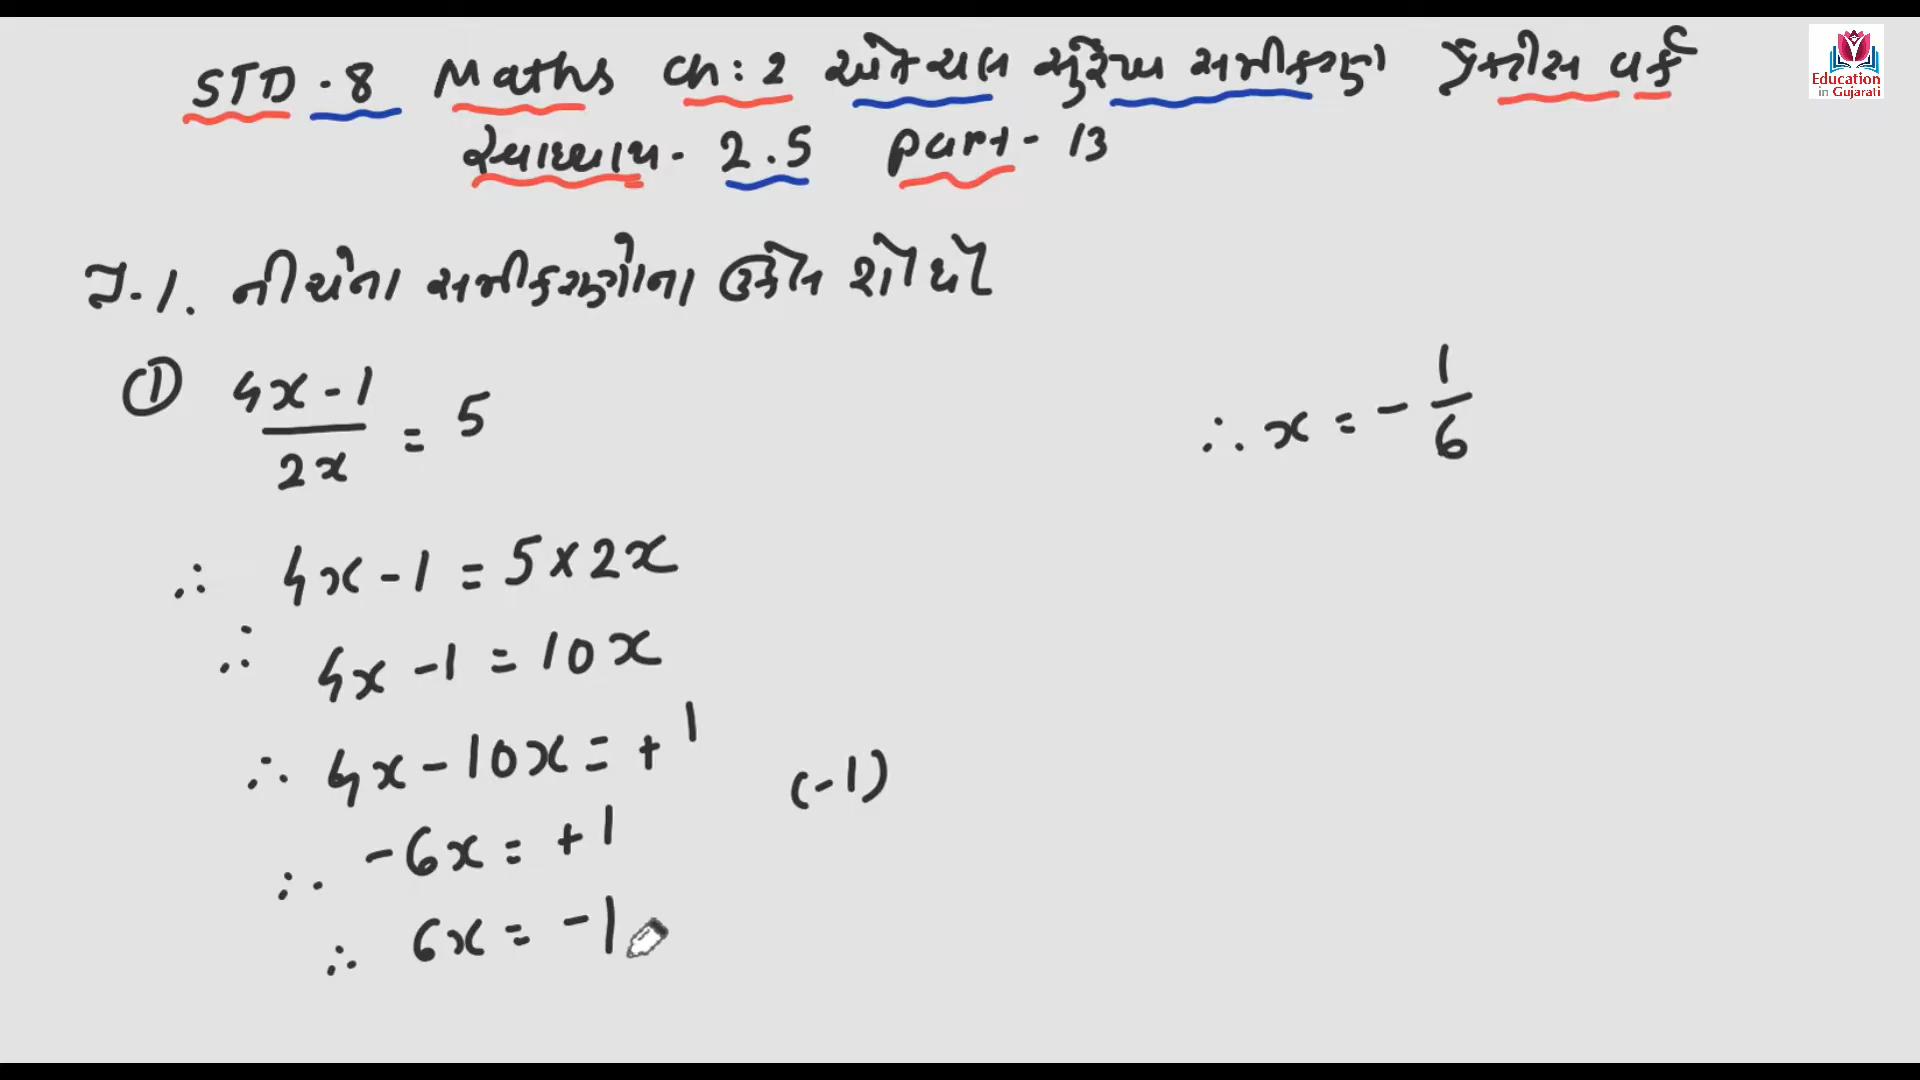 STD - 8 Maths Ch : 2 એકચલ સુરેખ સમીકરણ પ્રેક્ટીસ વર્ક
સ્વાધ્યાય - 2.5 Part - 13
પ્ર-1. નીચેના સમીકરણોના ઉકેલ શોધો
① 4x-1/2x = 5
∴ 4x - 1 = 5 × 2x
∴ 4x - 1 = 10x
∴ 4x - 10x = + 1
(-1)
∴ -6x = + 1
∴ 6x = - 1
∴ x = - 1/6
Education
in Gujarati